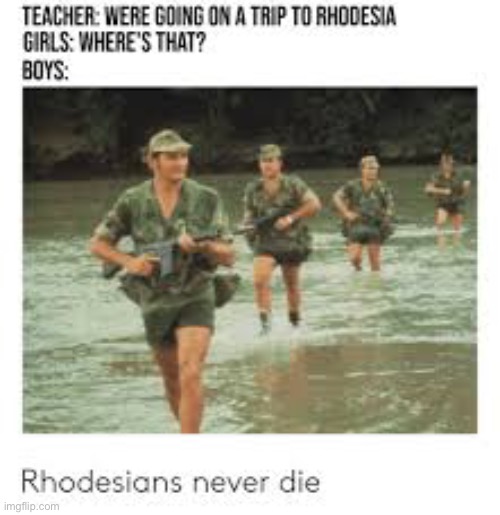 TEACHER: WERE GOING ON A TRIP TO RHODESIA
GIRLS: WHERE'S THAT?
BOYS:
Rhodesians never die
imgflip.com